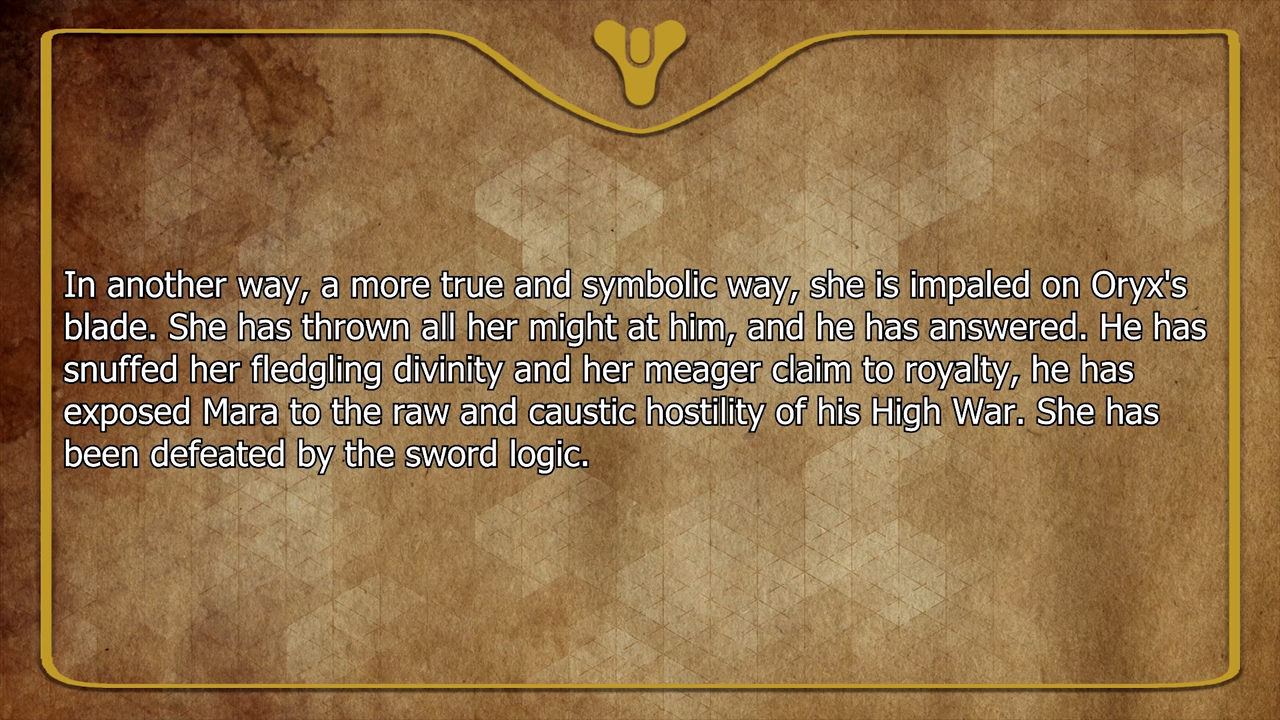 In another way, a more true and symbolic way, she is impaled on Oryx's
blade. She has thrown all her might at him, and he has answered. He has
snuffed her fledgling divinity and her meager claim to royalty, he has
exposed Mara to the raw and caustic hostility of his High War. She has
been defeated by the sword logic.